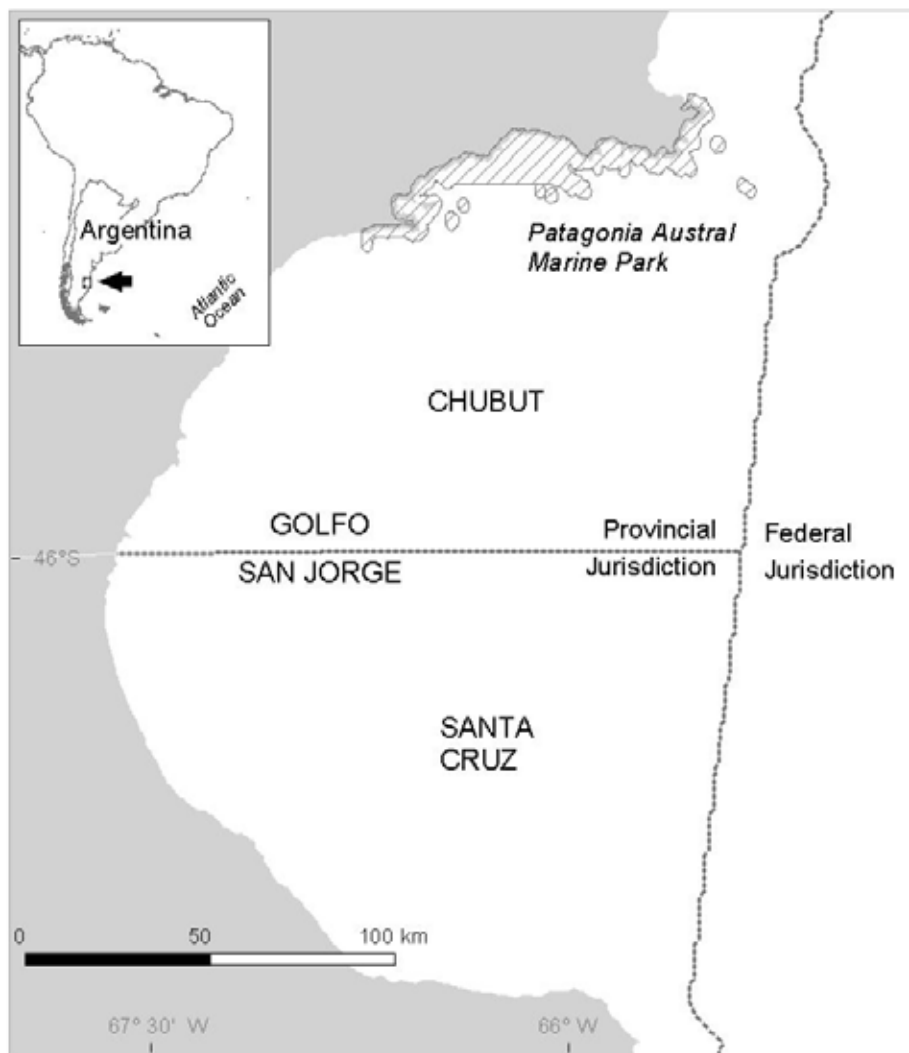 Argentina
Atlantic
Ocean
Patagonia Austral
Marine Park
CHUBUT
GOLFO
SAN JORGE
Provincial
Jurisdiction
Federal
Jurisdiction
46°S
SANTA
CRUZ
0 50 100 km
67° 30' W 66° W